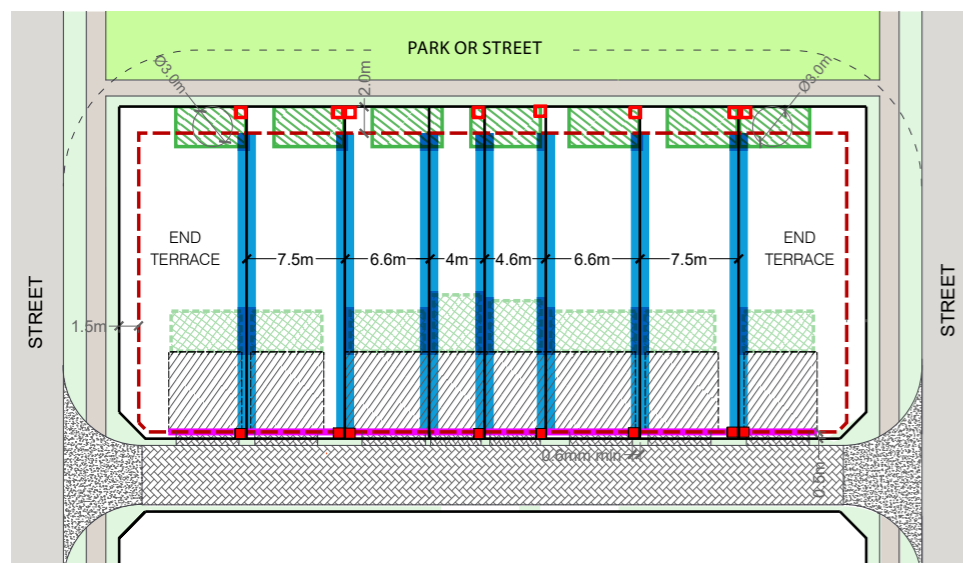 PARK OR STREET
Ø3.0m
2.0m
Ø3.0m
END
TERRACE
7.5m
6.6m
4m
4.6m
6.6m
7.5m
END
TERRACE
STREET
1.5m
STREET
0.6mm min
0.5m